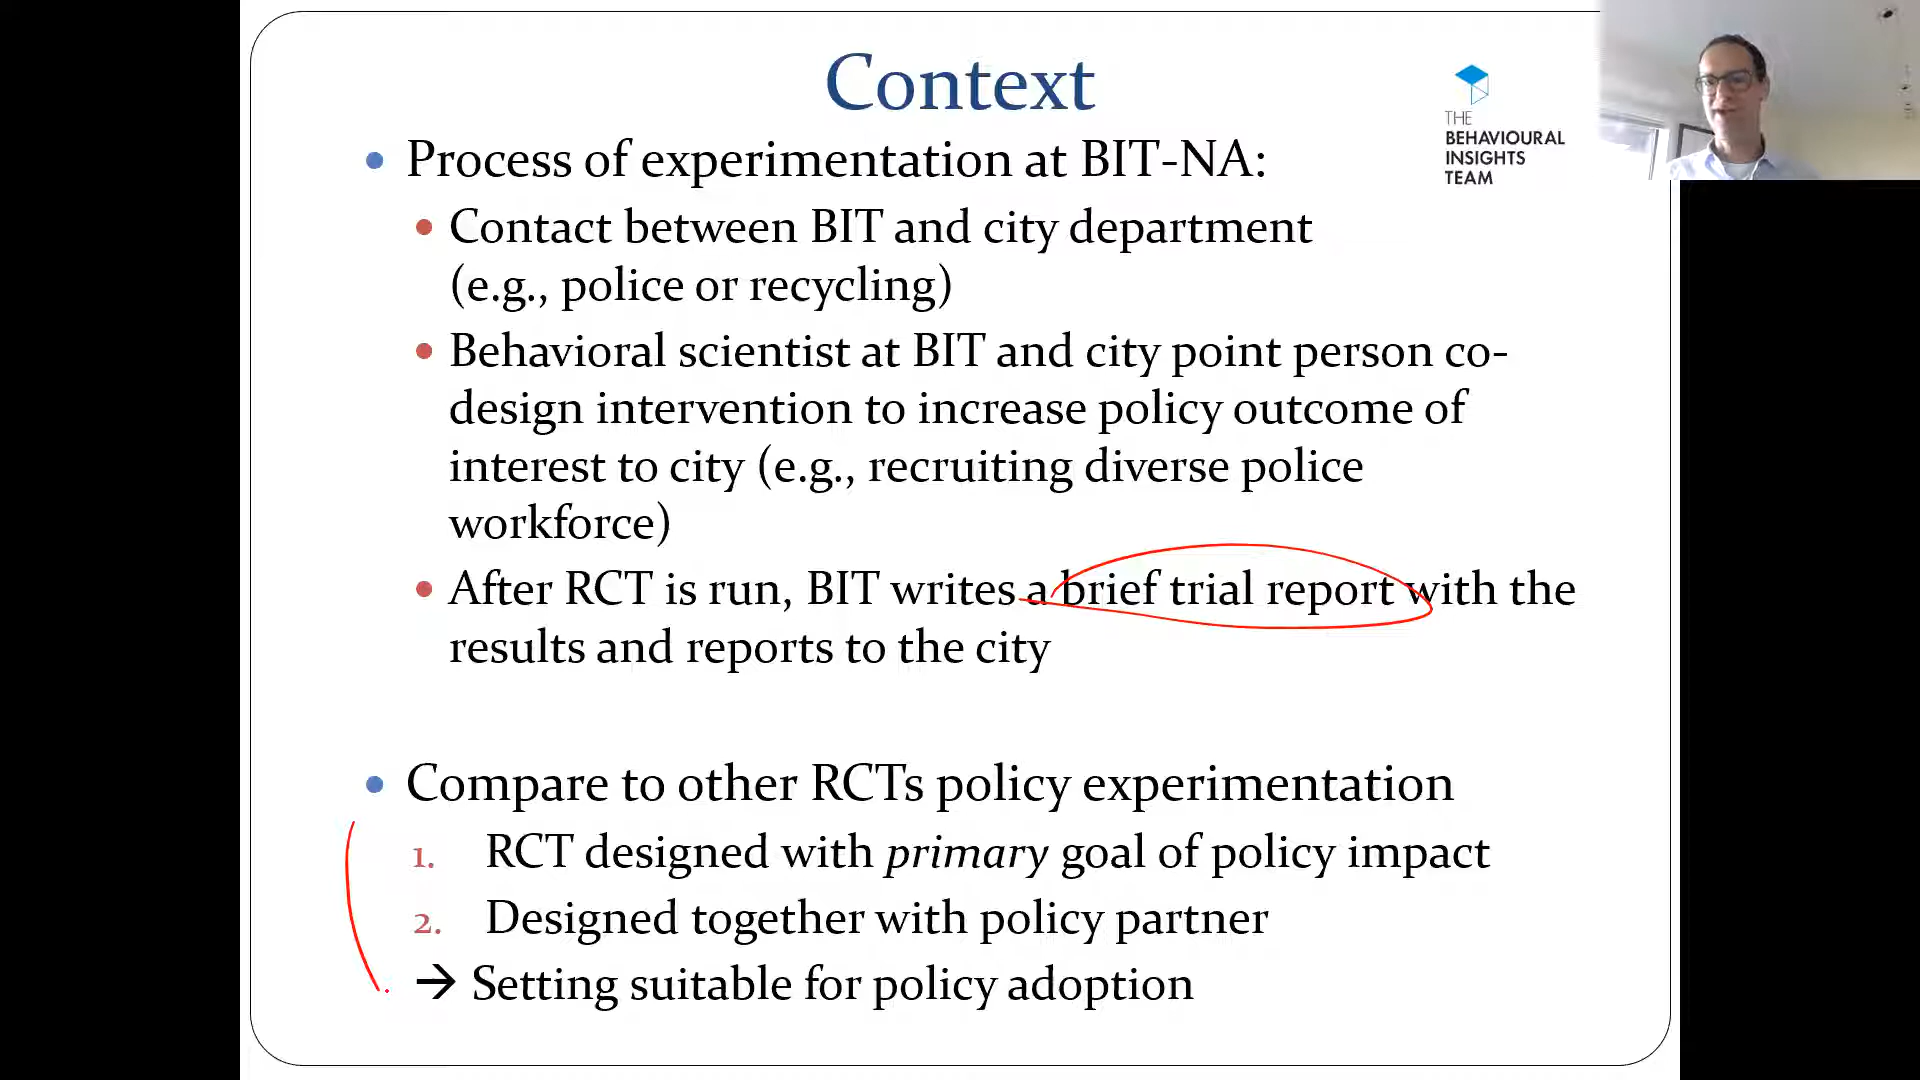 Context
THE
BEHAVIOURAL
INSIGHTS
TEAM
• Process of experimentation at BIT-NA:
• Contact between BIT and city department
(e.g., police or recycling)
• Behavioral scientist at BIT and city point person co-
design intervention to increase policy outcome of
interest to city (e.g., recruiting diverse police
workforce)
• After RCT is run, BIT writes a brief trial report with the
results and reports to the city
• Compare to other RCTs policy experimentation
1. RCT designed with primary goal of policy impact
2. Designed together with policy partner
→ Setting suitable for policy adoption